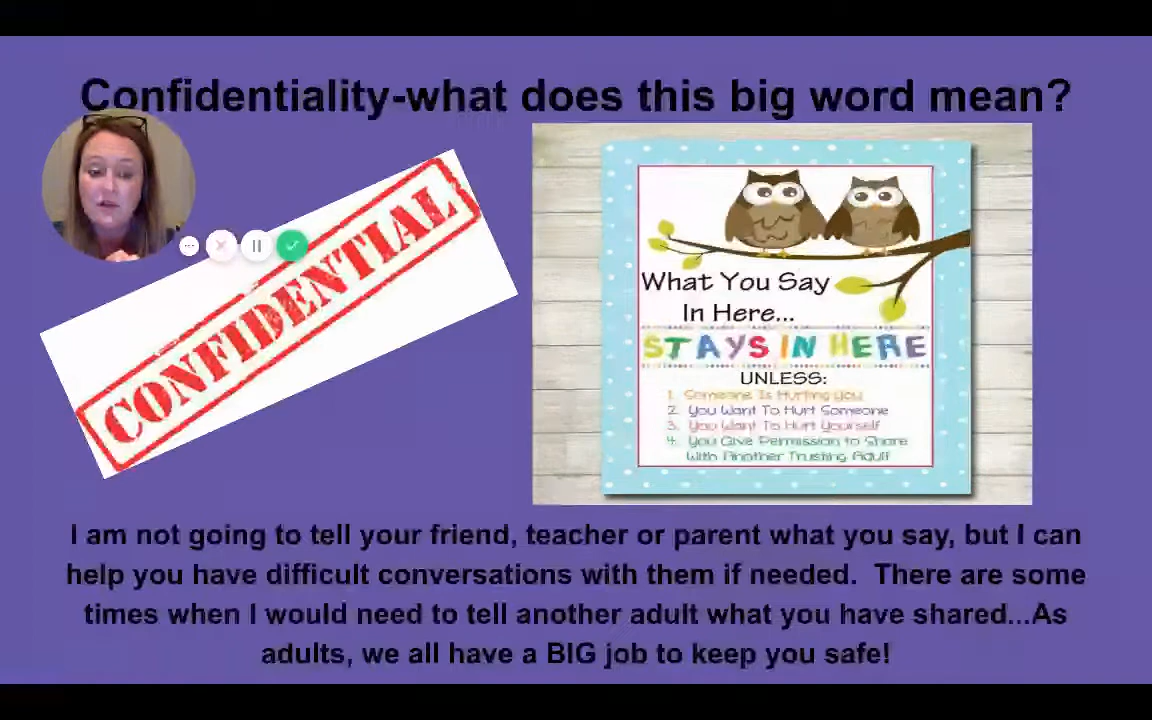 Confidentiality-what does this big word mean?
CONFIDENTIAL
What You Say
In Here...
STAYS IN HERE
UNLESS:
1. Someone Is Hurting You
2. You Want To Hurt Someone
3. You Want To Hurt Yourself
4. You Give Permission to Share
With Another Trusting Adult
I am not going to tell your friend, teacher or parent what you say, but I can
help you have difficult conversations with them if needed. There are some
times when I would need to tell another adult what you have shared...As
adults, we all have a BIG job to keep you safe!